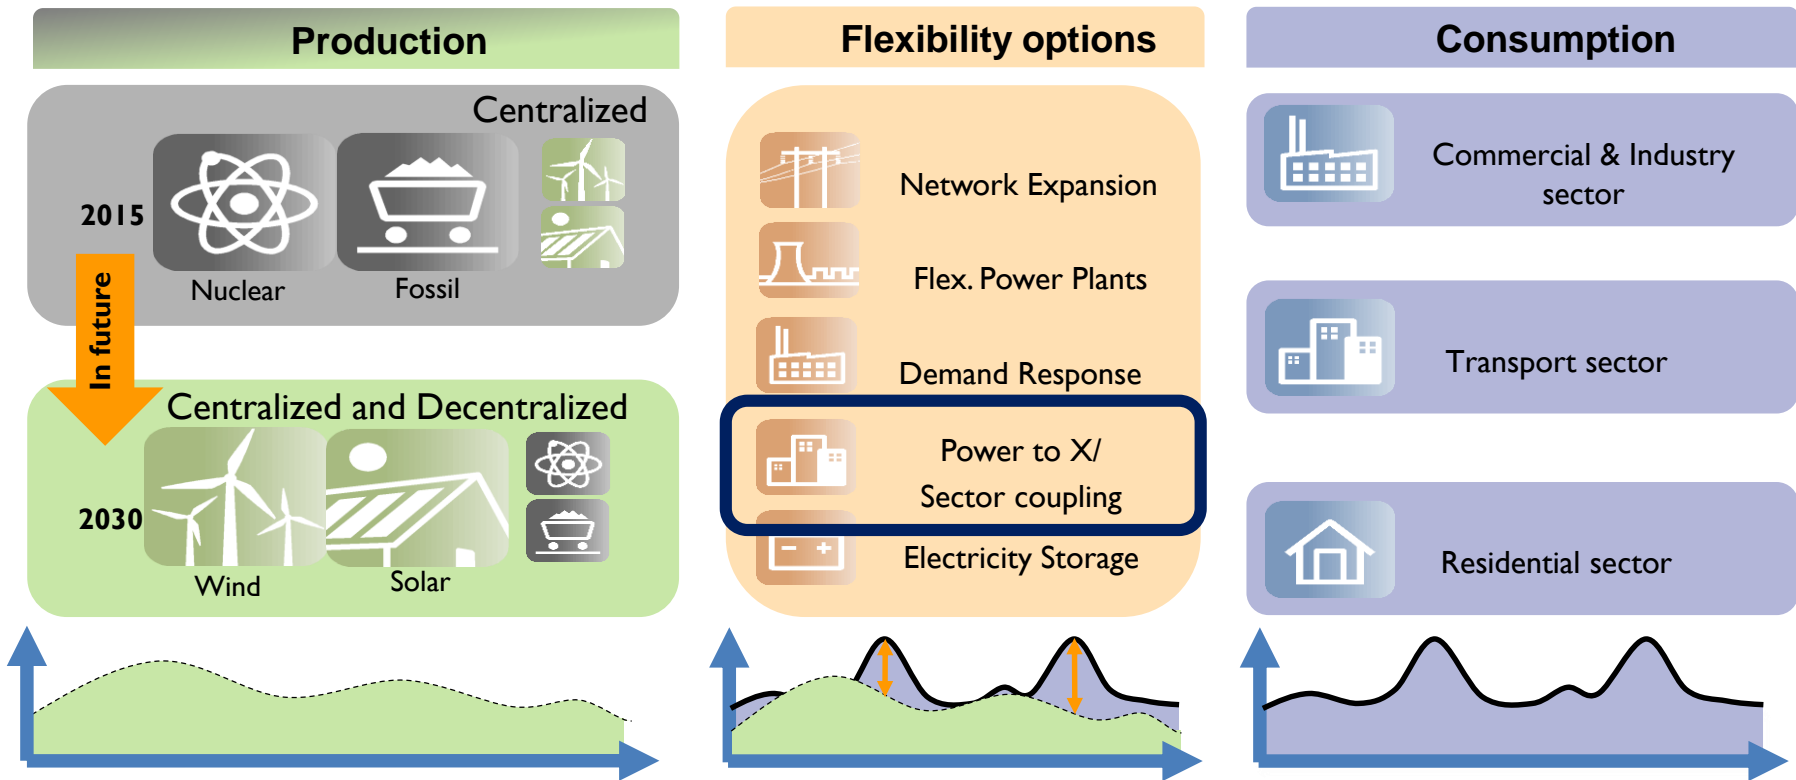 Production
Centralized
2015
Nuclear
Fossil
In future
Centralized and Decentralized
2030
Wind
Solar
Flexibility options
Network Expansion
Flex. Power Plants
Demand Response
Power to X/
Sector coupling
Electricity Storage
Consumption
Commercial & Industry
sector
Transport sector
Residential sector